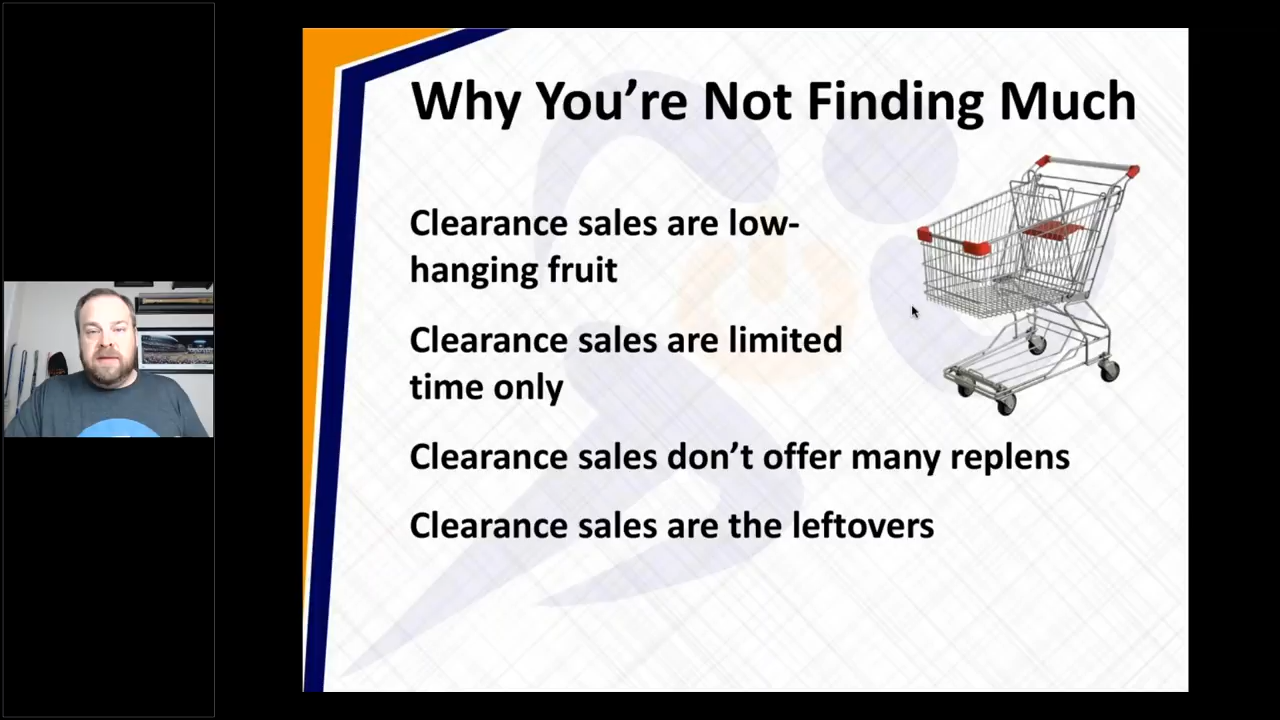 Why You’re Not Finding Much
Clearance sales are low-
hanging fruit
Clearance sales are limited
time only
Clearance sales don’t offer many replens
Clearance sales are the leftovers